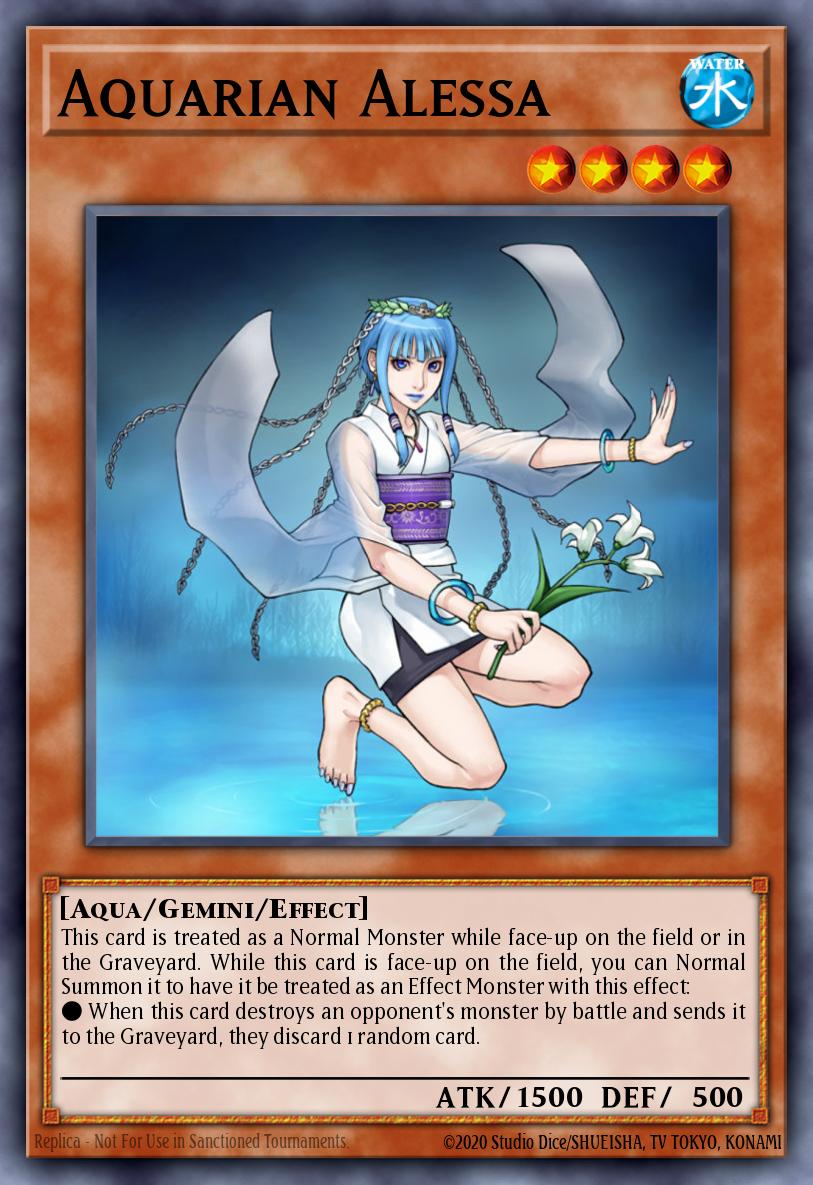 Aquarian Alessa
WATER
水
[Aqua/Gemini/Effect]
This card is treated as a Normal Monster while face-up on the field or in
the Graveyard. While this card is face-up on the field, you can Normal
Summon it to have it be treated as an Effect Monster with this effect:
● When this card destroys an opponent's monster by battle and sends it
to the Graveyard, they discard 1 random card.
ATK/1500 DEF/ 500
Replica - Not For Use in Sanctioned Tournaments.
©2020 Studio Dice/SHUEISHA, TV TOKYO, KONAMI